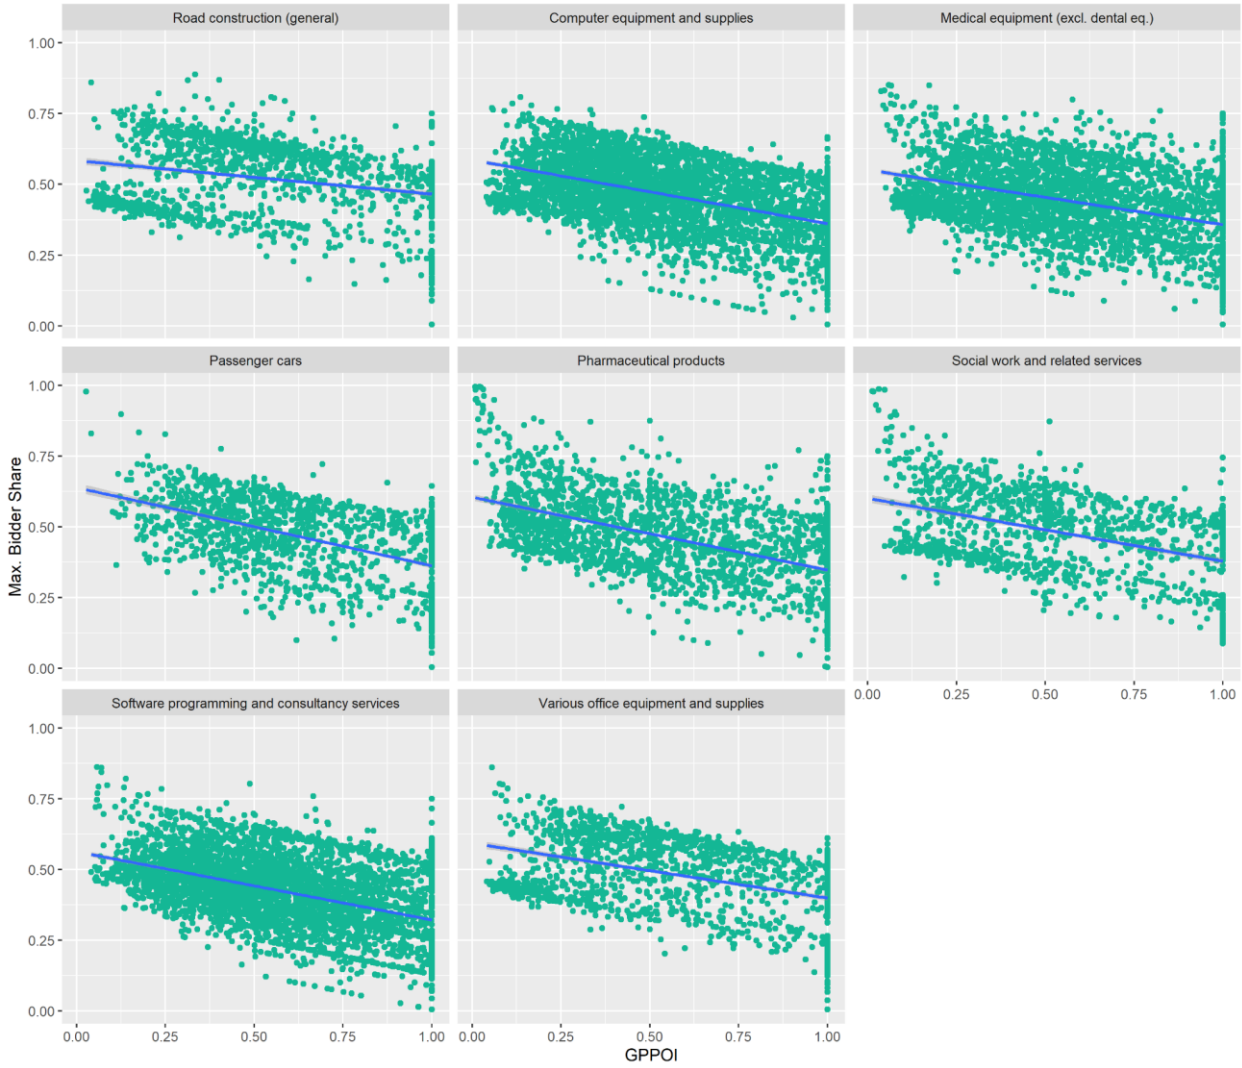 Road construction (general)
Computer equipment and supplies
Medical equipment (excl. dental eq.)
1.00
0.75
0.50
0.25
0.00
Passenger cars
Pharmaceutical products
Social work and related services
1.00
0.75
0.50
0.25
0.00
0.00 0.25 0.50 0.75 1.00
Software programming and consultancy services
Various office equipment and supplies
1.00
0.75
0.50
0.25
0.00
0.00 0.25 0.50 0.75 1.00
0.00 0.25 0.50 0.75 1.00
Max. Bidder Share
GPPOI